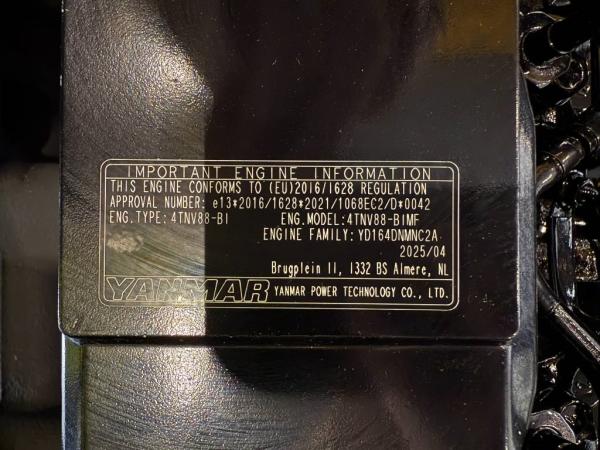 IMPORTANT ENGINE INFORMATION
THIS ENGINE CONFORMS TO (EU)2016/1628 REGULATION
APPROVAL NUMBER: e13*2016/1628*2021/1068EC2/D*0042
ENG.TYPE: 4TNV88-BI ENG.MODEL:4TNV88-BIMF
ENGINE FAMILY:YDI64DNMNC2A
2025/04
Brugplein II, 1332 BS Almere, NL
YANMAR YANMAR POWER TECHNOLOGY CO., LTD.